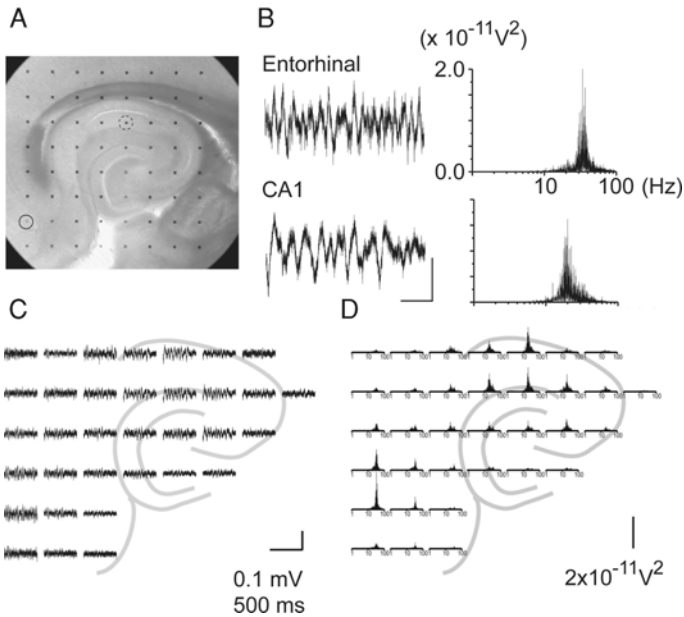 A
B
(x 10⁻¹¹V²)
Entorhinal
2.0
0.0
10 100 (Hz)
CA1
C
D
0.1 mV
500 ms
2x10⁻¹¹V²